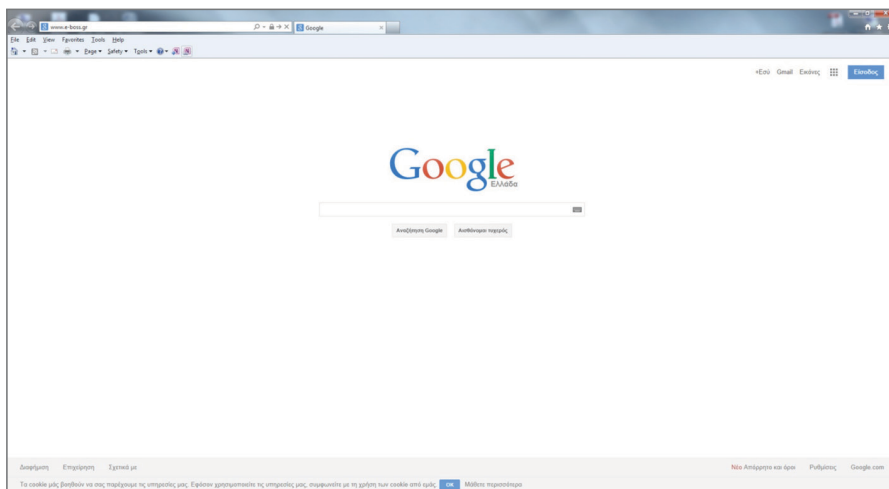 www.e-boss.gr
Google
File Edit View Favorites Tools Help
Page Safety Tools
+Εσύ Gmail Εικόνες Είσοδος
Google
Ελλάδα
Αναζήτηση Google Αισθάνομαι τυχερός
Διαφήμιση Επιχείρηση Σχετικά με Νέο Απόρρητο και όροι Ρυθμίσεις Google.com
Τα cookie μάς βοηθούν να σας παρέχουμε τις υπηρεσίες μας. Εφόσον χρησιμοποιείτε τις υπηρεσίες μας, συμφωνείτε με τη χρήση των cookie από εμάς. OK Μάθετε περισσότερα